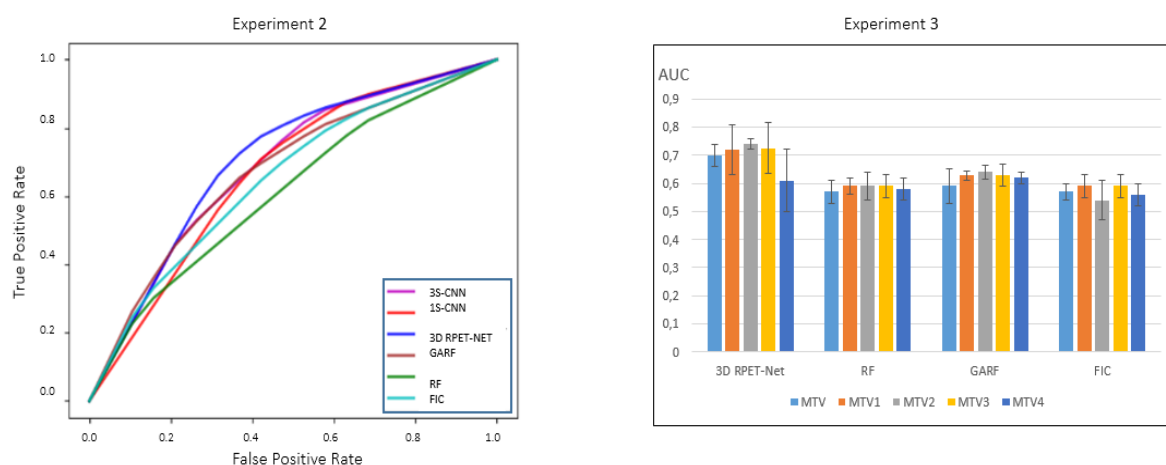 Experiment 2
True Positive Rate
1.0
0.8
0.6
0.4
0.2
0.0
0.0 0.2 0.4 0.6 0.8 1.0
False Positive Rate
3S-CNN
1S-CNN
3D RPET-NET
GARF
RF
FIC
Experiment 3
AUC
0,9
0,8
0,7
0,6
0,5
0,4
0,3
0,2
0,1
0
3D RPET-Net RF GARF FIC
MTV MTV1 MTV2 MTV3 MTV4